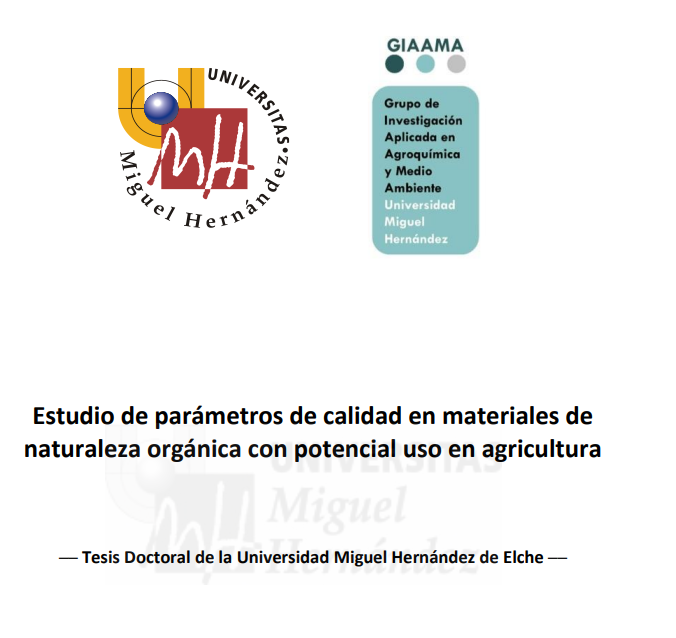 UNIVERSITAS
Miguel Hernández
MH
GIAAMA
Grupo de
Investigación
Aplicada en
Agroquímica
y Medio
Ambiente
Universidad
Miguel
Hernández
Estudio de parámetros de calidad en materiales de
naturaleza orgánica con potencial uso en agricultura
UNIVERSITAS
Miguel
Hernández
MH
— Tesis Doctoral de la Universidad Miguel Hernández de Elche —